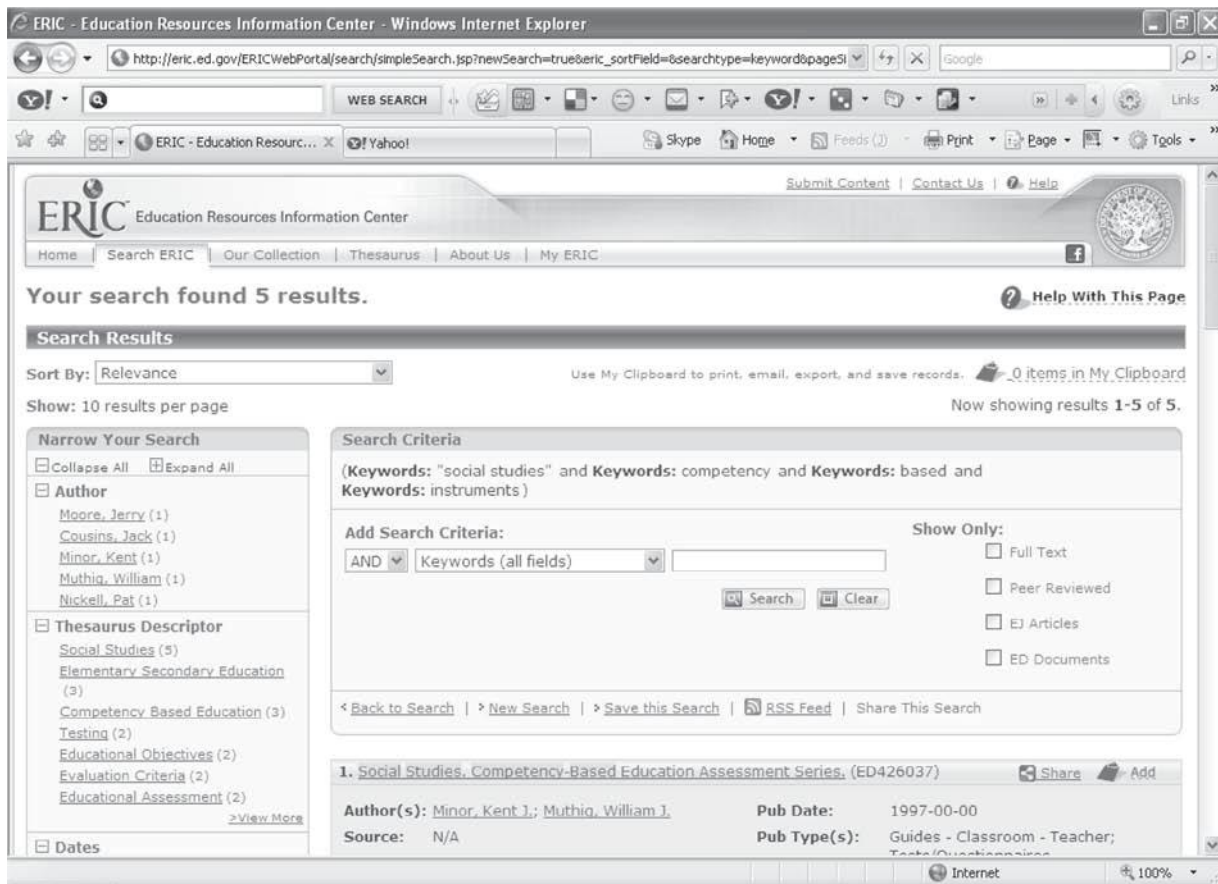 ERIC - Education Resources Information Center - Windows Internet Explorer
http://eric.ed.gov/ERICWebPortal/search/simpleSearch.jsp?newSearch=true&eric_sortField=&searchtype=keyword&pageSi
Google
WEB SEARCH
Links
ERIC - Education Resourc...
Yahoo!
Skype Home Feeds (J) Print Page Tools
Submit Content | Contact Us | Help
ERIC Education Resources Information Center
Home | Search ERIC | Our Collection | Thesaurus | About Us | My ERIC
Your search found 5 results.
Help With This Page
Search Results
Sort By: Relevance
Use My Clipboard to print, email, export, and save records. 0 items in My Clipboard
Show: 10 results per page
Now showing results 1-5 of 5.
Narrow Your Search
Collapse All Expand All
Author
Moore, Jerry (1)
Cousins, Jack (1)
Minor, Kent (1)
Muthig, William (1)
Nickell, Pat (1)
Thesaurus Descriptor
Social Studies (5)
Elementary Secondary Education
(3)
Competency Based Education (3)
Testing (2)
Educational Objectives (2)
Evaluation Criteria (2)
Educational Assessment (2)
>View More
Dates
Search Criteria
(Keywords: "social studies" and Keywords: competency and Keywords: based and
Keywords: instruments)
Add Search Criteria:
AND Keywords (all fields)
Search Clear
Show Only:
Full Text
Peer Reviewed
EJ Articles
ED Documents
< Back to Search | > New Search | > Save this Search | RSS Feed | Share This Search
1. Social Studies. Competency-Based Education Assessment Series. (ED426037)
Share Add
Author(s): Minor, Kent J.; Muthig, William J.
Pub Date: 1997-00-00
Source: N/A
Pub Type(s): Guides - Classroom - Teacher;
Tests/Questionnaires
Internet
100%